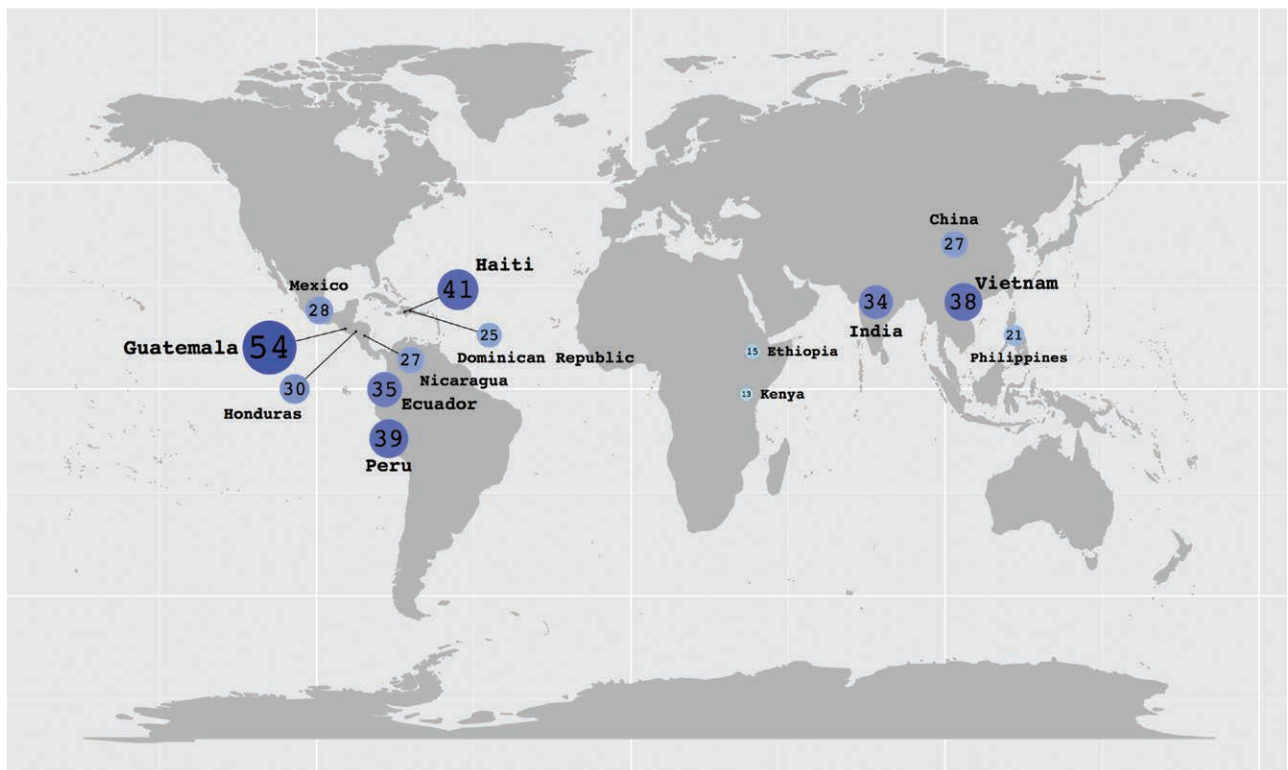 China
27
Haiti
41
Mexico
28
Vietnam
38
34
India
Guatemala
54
25
Dominican Republic
21
Philippines
15 Ethiopia
27
Nicaragua
30
Honduras
35
Ecuador
13 Kenya
39
Peru